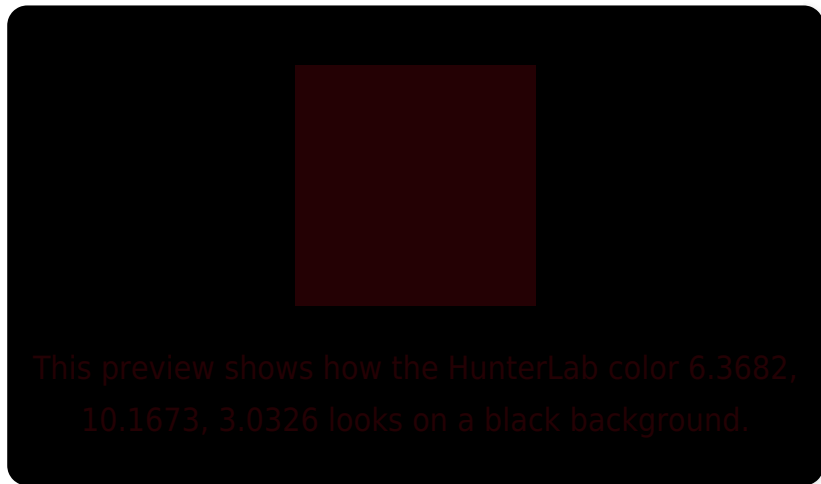 This preview shows how the HunterLab color 6.3682,
10.1673, 3.0326 looks on a black background.